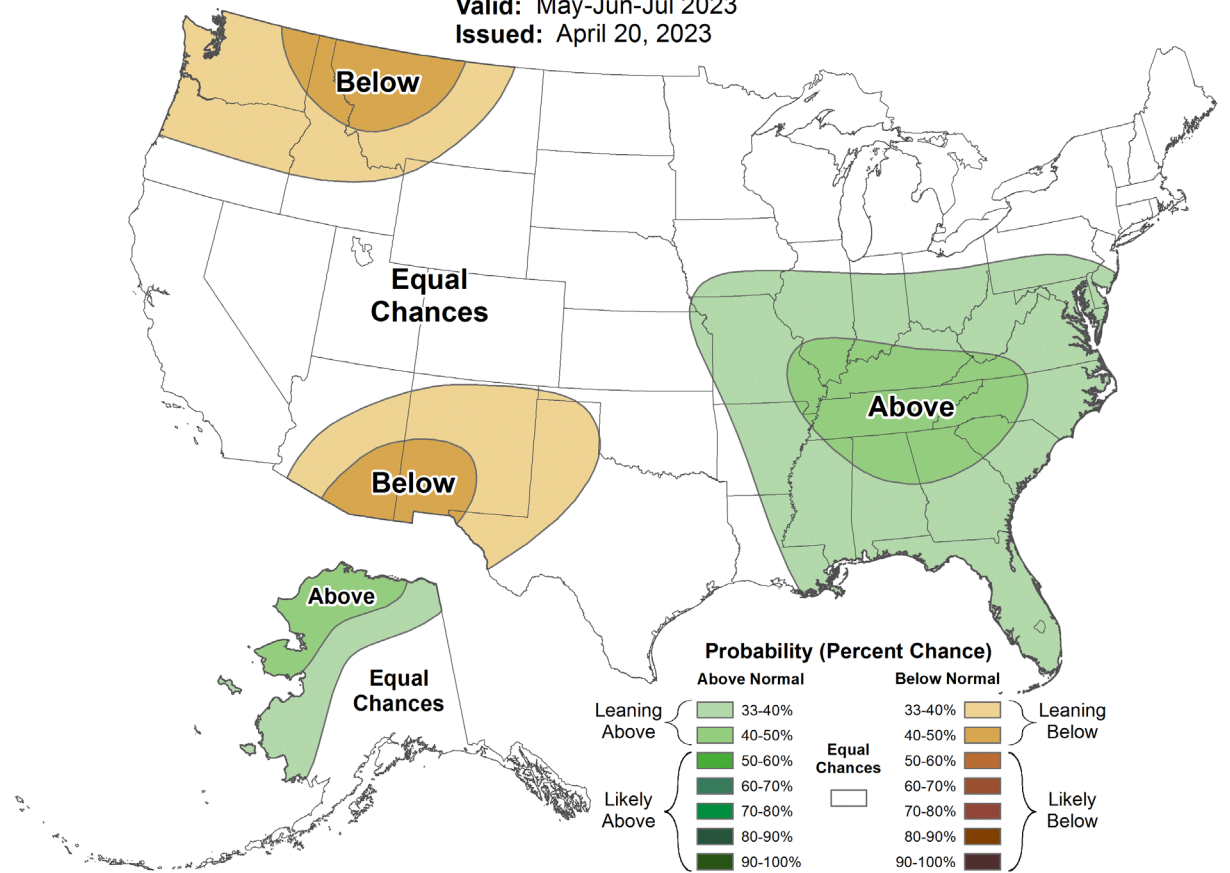 Valid: May-Jun-Jul 2023
Issued: April 20, 2023
Below
Equal
Chances
Above
Below
Above
Equal
Chances
Probability (Percent Chance)
Above Normal
Below Normal
Leaning
Above
33-40%
40-50%
Likely
Above
50-60%
60-70%
70-80%
80-90%
90-100%
Equal
Chances
33-40%
40-50%
Leaning
Below
50-60%
60-70%
70-80%
80-90%
90-100%
Likely
Below